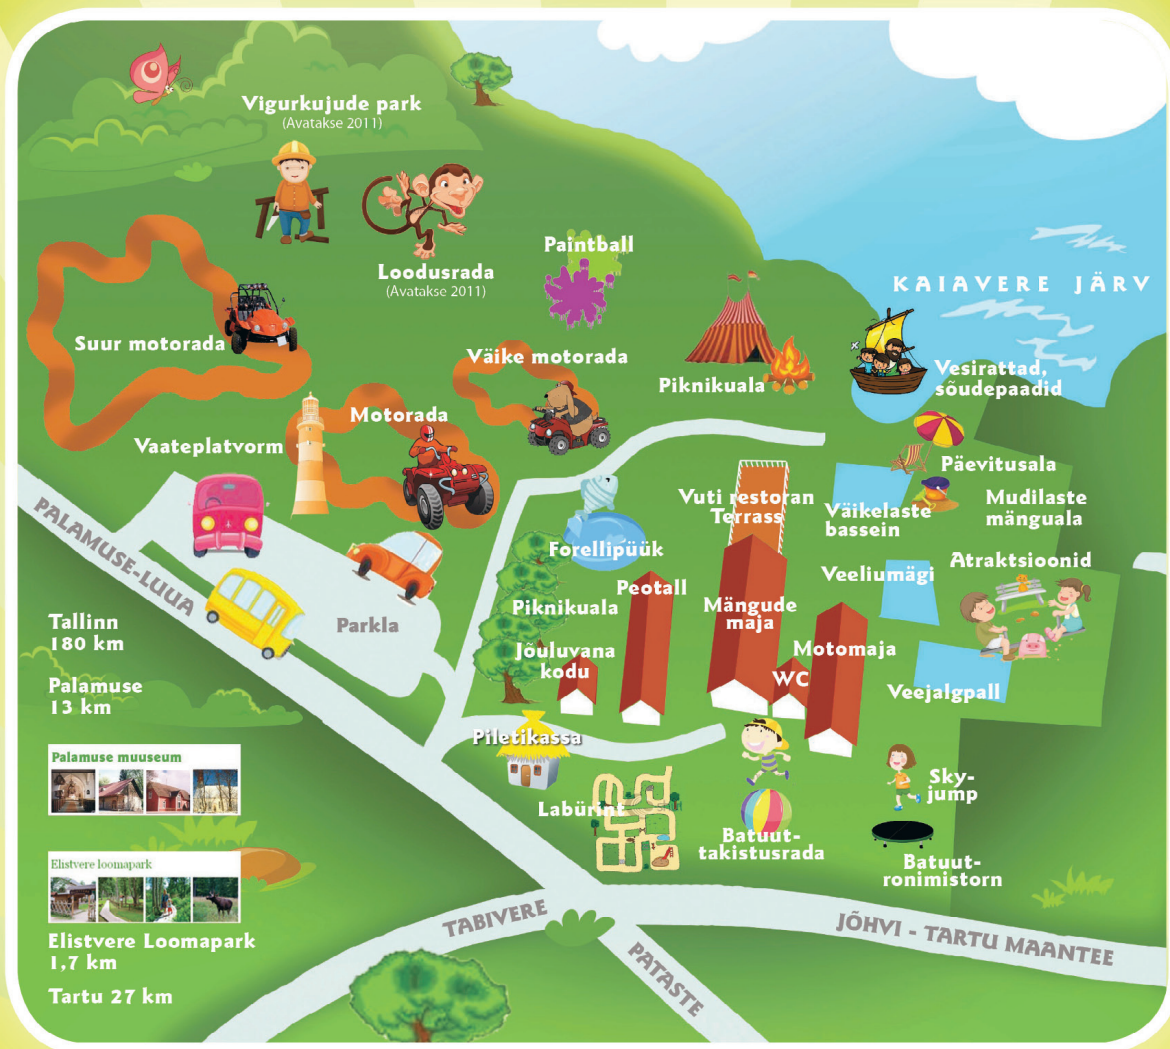 Vigurkujude park
(Avatakse 2011)
Loodusrada
(Avatakse 2011)
Paintball
KAIAVERE JÄRV
Suur motorada
Väike motorada
Piknikuala
Vesirattad,
sõudepaadid
Motorada
Vaateplatvorm
Päevitusala
Vuti restoran
Terrass
Väikelaste
bassein
Mudilaste
mänguala
PALAMUSE-LUUA
Forellipüük
Veeliumägi
Atraktsioonid
Peotall
Piknikuala
Mängude
maja
Parkla
Tallinn
180 km
Jõuluvana
kodu
Motomaja
WC
Palamuse
13 km
Veejalgpall
Piletikassa
Palamuse muuseum
Labürint
Sky-
jump
Batuut-
takistusrada
Batuut-
ronimistorn
Elistvere loomapark
TABIVERE
JÕHVI - TARTU MAANTEE
PATASTE
Elistvere Loomapark
1,7 km
Tartu 27 km